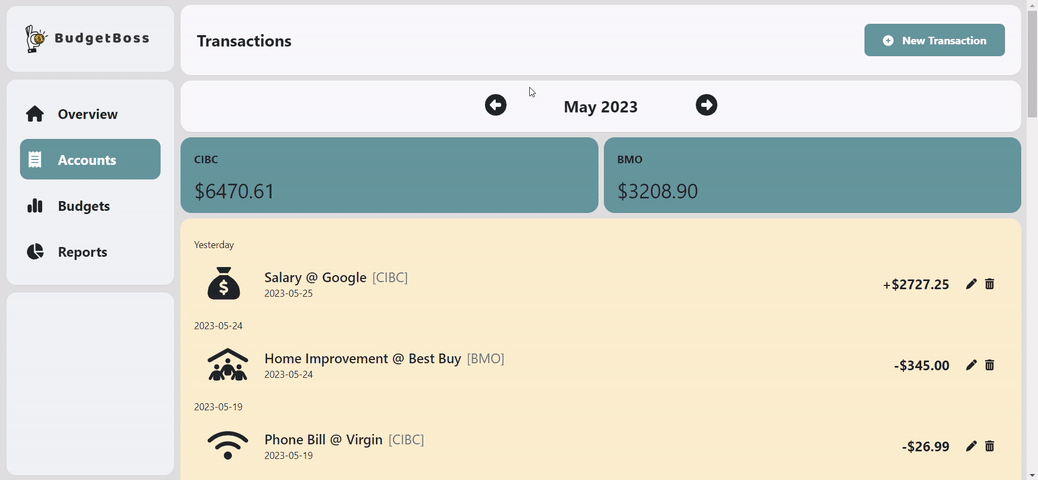 BudgetBoss
Overview
Accounts
Budgets
Reports
Transactions
New Transaction
May 2023
CIBC
$6470.61
BMO
$3208.90
Yesterday
Salary @ Google [CIBC]
2023-05-25
+$2727.25
2023-05-24
Home Improvement @ Best Buy [BMO]
2023-05-24
-$345.00
2023-05-19
Phone Bill @ Virgin [CIBC]
2023-05-19
-$26.99